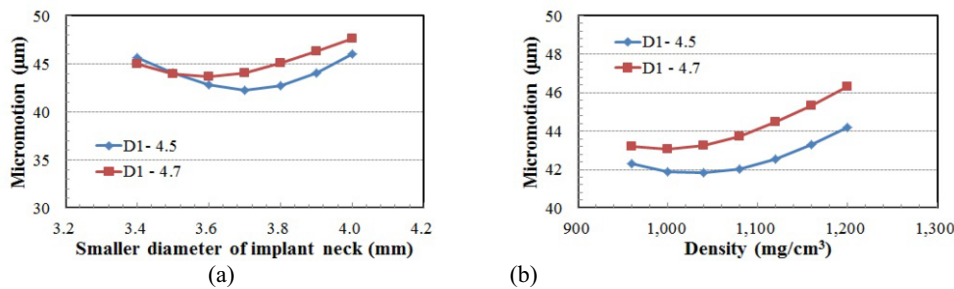 50
45
40
35
30
Micromotion (µm)
D1- 4.5
D1 - 4.7
3.2 3.4 3.6 3.8 4.0 4.2
Smaller diameter of implant neck (mm)
(a)
50
48
46
44
42
40
Micromotion (µm)
D1- 4.5
D1 - 4.7
900 1,000 1,100 1,200 1,300
Density (mg/cm³)
(b)